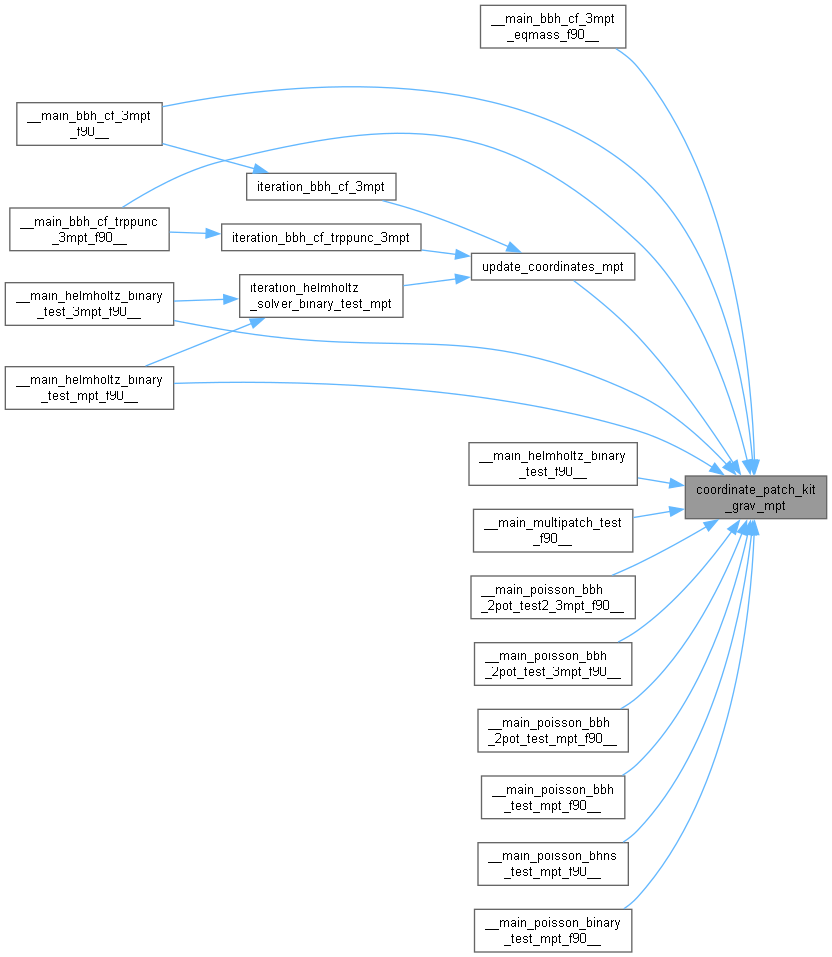 __main_bbh_cf_3mpt
_eqmass_f90__
__main_bbh_cf_3mpt
_f90__
iteration_bbh_cf_3mpt
__main_bbh_cf_trppunc
_3mpt_f90__
iteration_bbh_cf_trppunc_3mpt
update_coordinates_mpt
iteration_helmholtz
_solver_binary_test_mpt
__main_helmholtz_binary
_test_3mpt_f90__
__main_helmholtz_binary
_test_mpt_f90__
__main_helmholtz_binary
_test_f90__
coordinate_patch_kit
_grav_mpt
__main_multipatch_test
_f90__
__main_poisson_bbh
_2pot_test2_3mpt_f90__
__main_poisson_bbh
_2pot_test_3mpt_f90__
__main_poisson_bbh
_2pot_test_mpt_f90__
__main_poisson_bbh
_test_mpt_f90__
__main_poisson_bhns
_test_mpt_f90__
__main_poisson_binary
_test_mpt_f90__